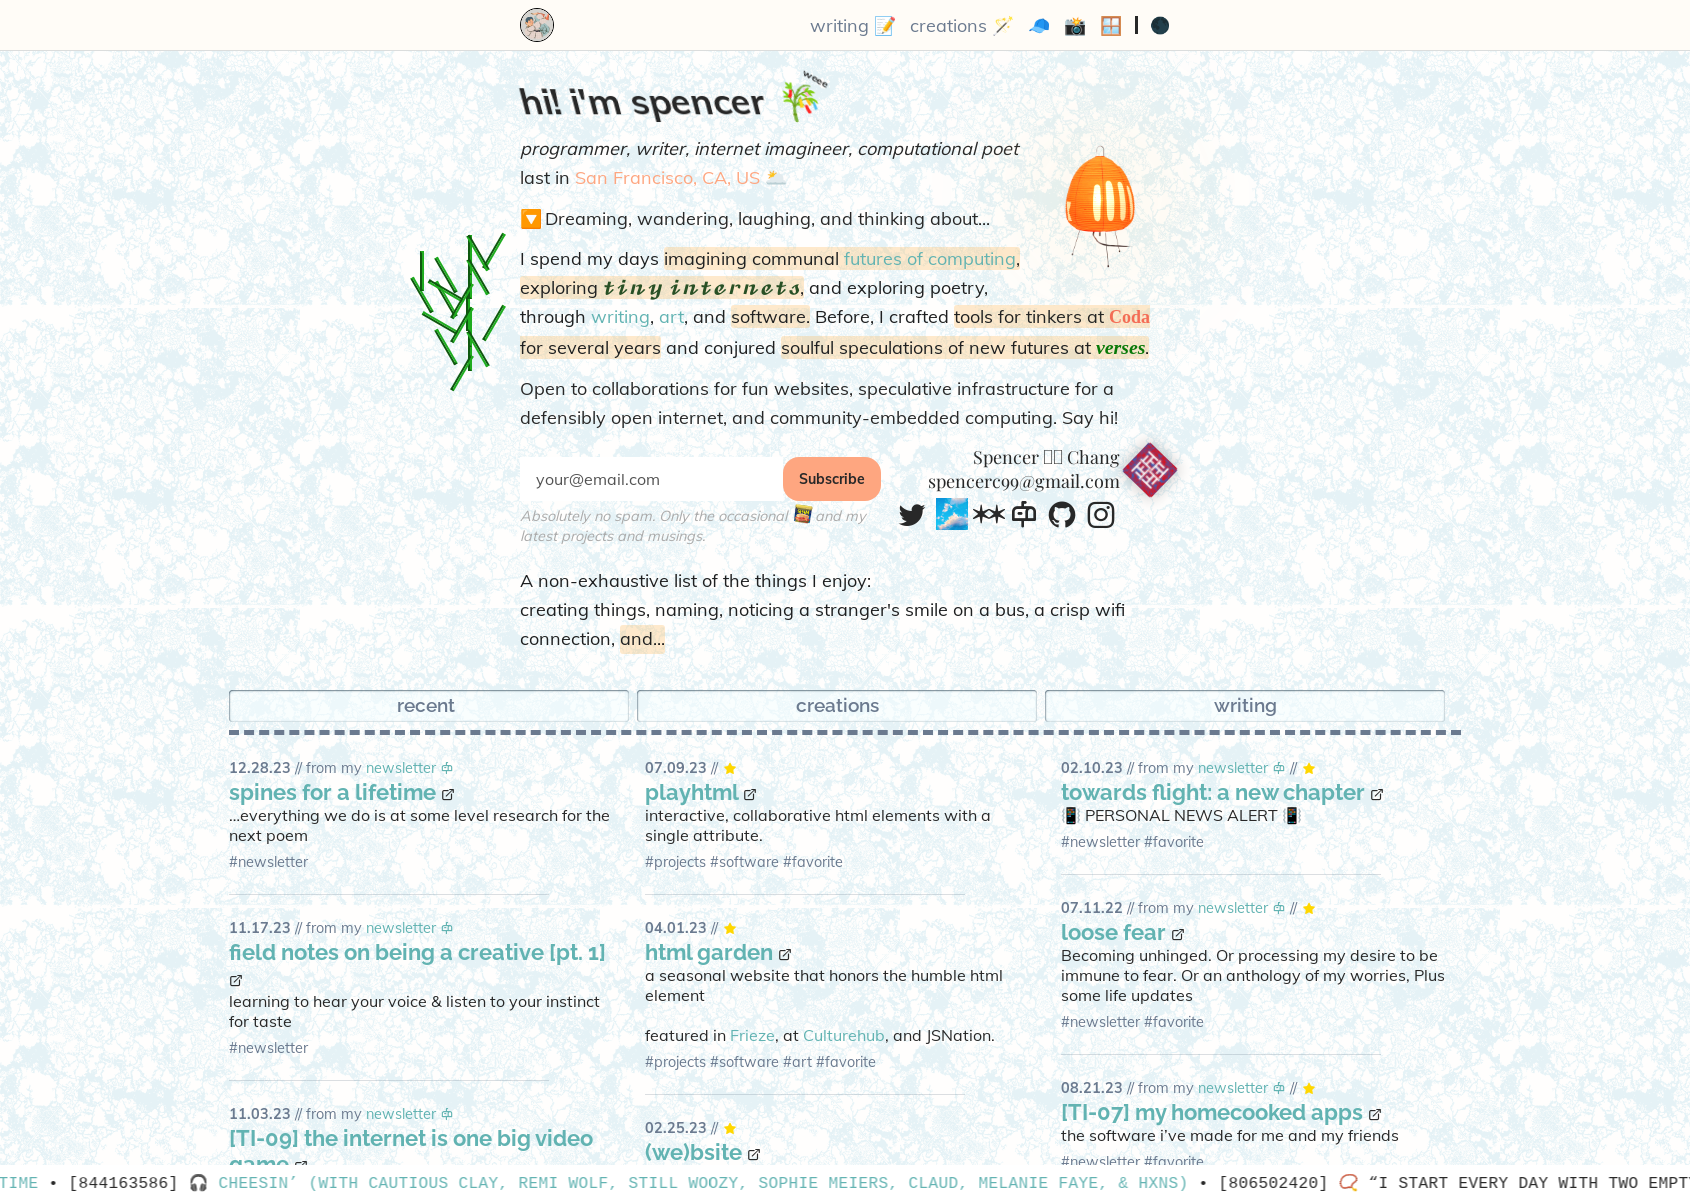 writing 📝 creations 🪄 🧢 📸 🪟 | 🌑
weee
hi! i'm spencer 🎋
programmer, writer, internet imagineer, computational poet
last in San Francisco, CA, US 🌥️
🔽 Dreaming, wandering, laughing, and thinking about...
I spend my days imagining communal futures of computing,
exploring tiny internets, and exploring poetry,
through writing, art, and software. Before, I crafted tools for tinkers at Coda
for several years and conjured soulful speculations of new futures at verses.
Open to collaborations for fun websites, speculative infrastructure for a
defensibly open internet, and community-embedded computing. Say hi!
your@email.com
Subscribe
Absolutely no spam. Only the occasional and my
latest projects and musings.
Spencer Chang
spencerc99@gmail.com
A non-exhaustive list of the things I enjoy:
creating things, naming, noticing a stranger's smile on a bus, a crisp wifi
connection, and...
recent
creations
writing
12.28.23 // from my newsletter
spines for a lifetime
...everything we do is at some level research for the
next poem
#newsletter
11.17.23 // from my newsletter
field notes on being a creative [pt. 1]
learning to hear your voice & listen to your instinct
for taste
#newsletter
11.03.23 // from my newsletter
[TI-09] the internet is one big video
game
07.09.23 // ⭐
playhtml
interactive, collaborative html elements with a
single attribute.
#projects #software #favorite
04.01.23 // ⭐
html garden
a seasonal website that honors the humble html
element
featured in Frieze, at Culturehub, and JSNation.
#projects #software #art #favorite
02.25.23 // ⭐
(we)bsite
02.10.23 // from my newsletter // ⭐
towards flight: a new chapter
📳 PERSONAL NEWS ALERT 📳
#newsletter #favorite
07.11.22 // from my newsletter // ⭐
loose fear
Becoming unhinged. Or processing my desire to be
immune to fear. Or an anthology of my worries, Plus
some life updates
#newsletter #favorite
08.21.23 // from my newsletter // ⭐
[TI-07] my homecooked apps
the software i’ve made for me and my friends
#newsletter #favorite
TIME • [844163586] 🎧 CHEESIN’ (WITH CAUTIOUS CLAY, REMI WOLF, STILL WOOZY, SOPHIE MEIERS, CLAUD, MELANIE FAYE, & HXNS) • [806502420] 📿 “I START EVERY DAY WITH TWO EMPT